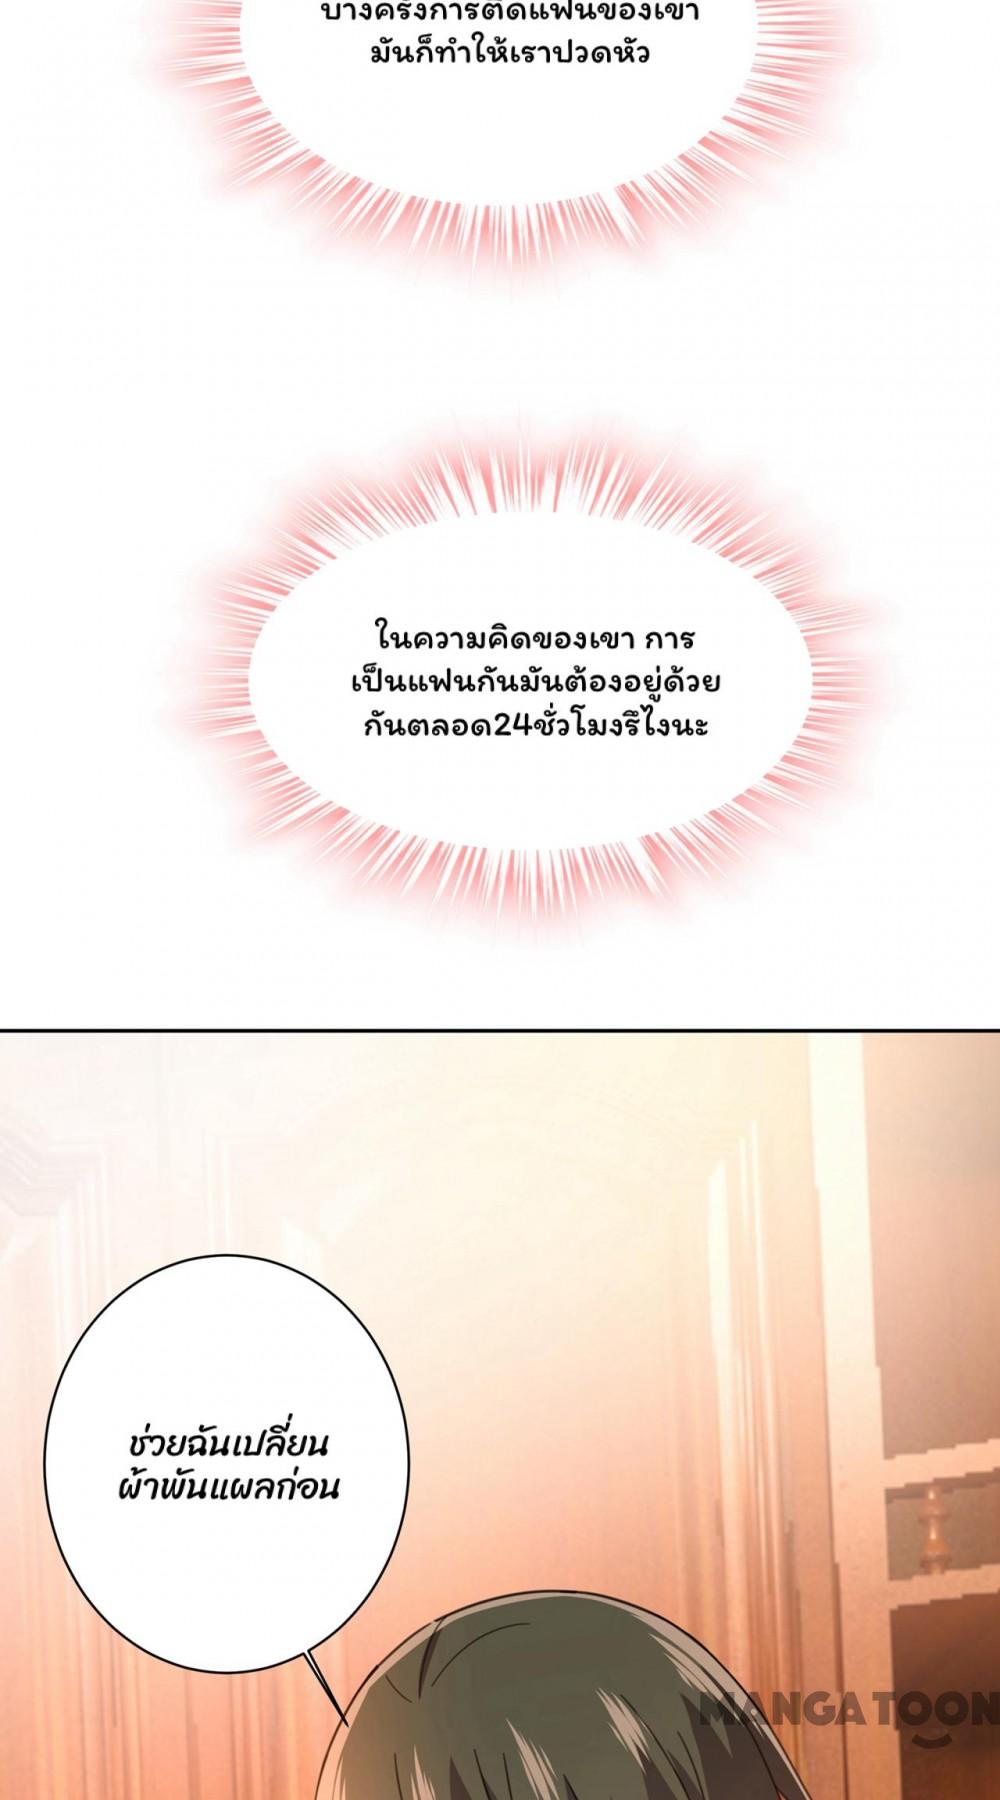 บางครั้งการติดแฟนของเขา
มันก็ทำให้เราปวดหัว
ในความคิดของเขา การ
เป็นแฟนกันมันต้องอยู่ด้วย
กันตลอด24ชั่วโมงรึไงนะ
ช่วยฉันเปลี่ยน
ผ้าพันแผลก่อน
MANGATOON